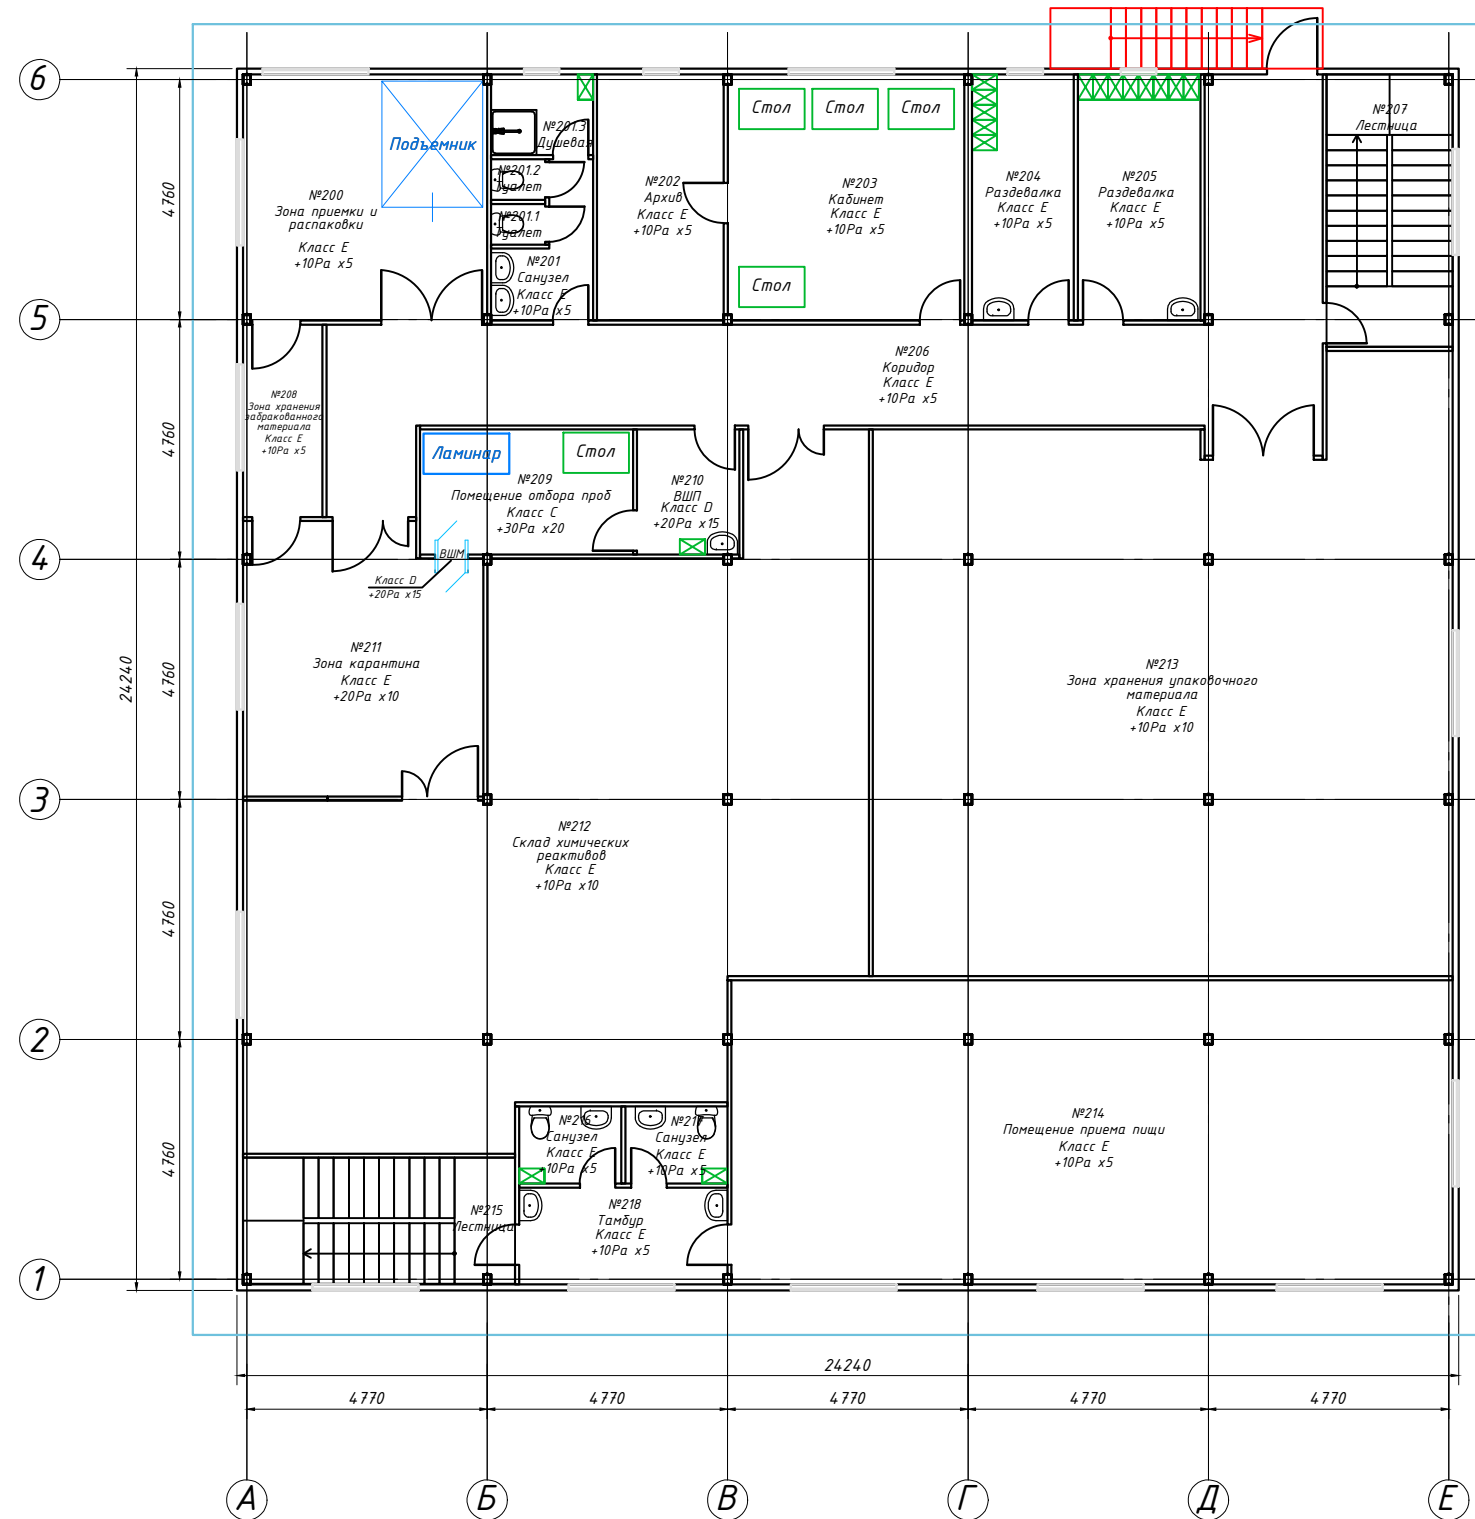 6
5
4
3
2
1
А
Б
В
Г
Д
Е
24240
4760
4760
4760
4760
4760
24240
4770
4770
4770
4770
4770
Подъемник
№200
Зона приемки и
распаковки
Класс Е
+10Pa x5
№201.3
Душевая
№201.2
Туалет
№201.1
Туалет
№201
Санузел
Класс Е
+10Pa x5
№202
Архив
Класс Е
+10Pa x5
Стол
Стол
Стол
№203
Кабинет
Класс Е
+10Pa x5
Стол
№204
Раздевалка
Класс Е
+10Pa x5
№205
Раздевалка
Класс Е
+10Pa x5
№207
Лестница
№206
Коридор
Класс Е
+10Pa x5
№208
Зона хранения
забракованного
материала
Класс Е
+10Pa x5
Ламинар
Стол
№209
Помещение отбора проб
Класс C
+30Pa x20
№210
ВШП
Класс D
+20Pa x15
ВШМ
Класс D
+20Pa x15
№211
Зона карантина
Класс Е
+20Pa x10
№212
Склад химических
реактивов
Класс Е
+10Pa x10
№213
Зона хранения упаковочного
материала
Класс Е
+10Pa x10
№214
Помещение приема пищи
Класс Е
+10Pa x5
№215
Лестница
№216
Санузел
Класс Е
+10Pa x5
№217
Санузел
Класс Е
+10Pa x5
№218
Тамбур
Класс Е
+10Pa x5